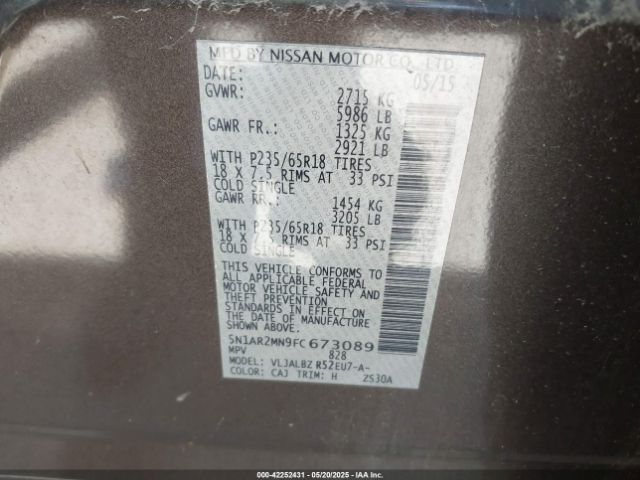 MFD BY NISSAN MOTOR CO., LTD.
DATE: 05/15
GVWR: 2715 KG
5986 LB
GAWR FR.: 1325 KG
2921 LB
WITH P235/65R18 TIRES
18 X 7.5 RIMS AT 33 PSI
COLD SINGLE
GAWR RR.: 1454 KG
3205 LB
WITH P235/65R18 TIRES
18 X 7.5 RIMS AT 33 PSI
COLD SINGLE
THIS VEHICLE CONFORMS TO
ALL APPLICABLE FEDERAL
MOTOR VEHICLE SAFETY AND
THEFT PREVENTION
STANDARDS IN EFFECT ON
THE DATE OF MANUFACTURE
SHOWN ABOVE.
5N1AR2MN9FC673089
MPV 828
MODEL: VLJALBZ R52EU7-A-
COLOR: CAJ TRIM: H 2S30A
000-42252431 | 05/20/2025 | IAA, Inc.